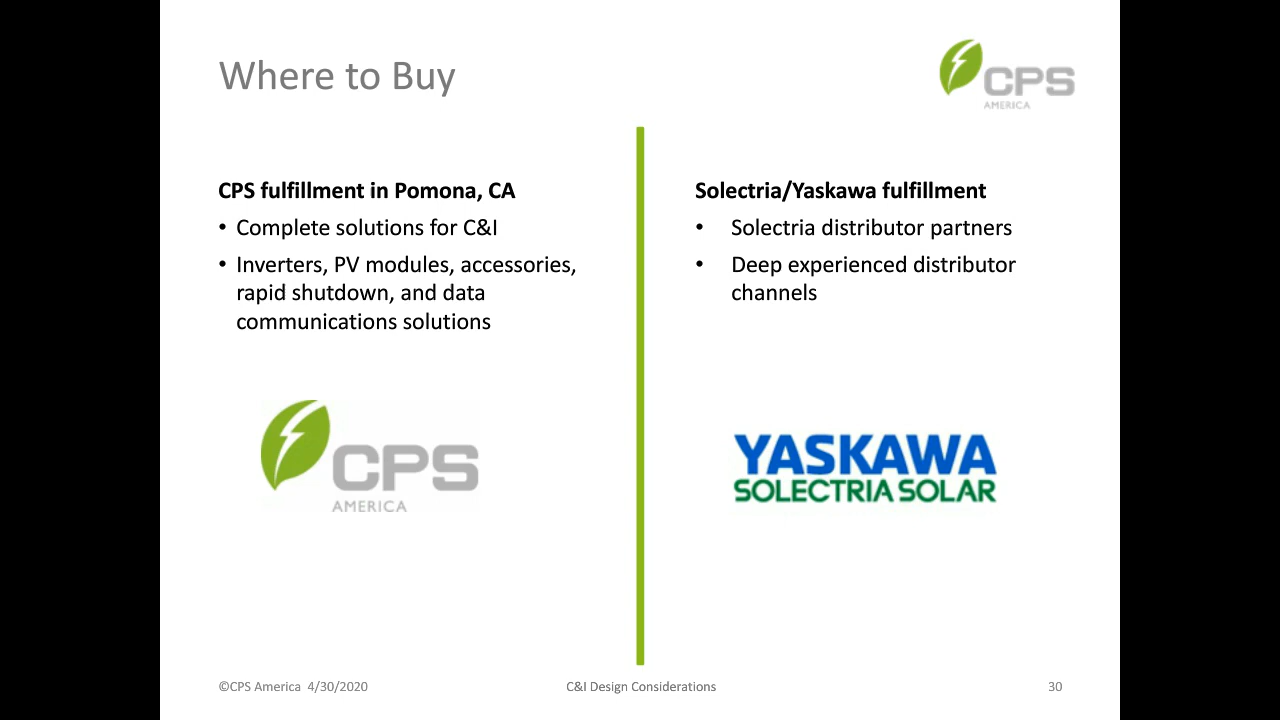 Where to Buy
CPS
AMERICA
CPS fulfillment in Pomona, CA
• Complete solutions for C&I
• Inverters, PV modules, accessories,
rapid shutdown, and data
communications solutions
CPS
AMERICA
Solectria/Yaskawa fulfillment
• Solectria distributor partners
• Deep experienced distributor
channels
YASKAWA
SOLECTRIA SOLAR
©CPS America 4/30/2020
C&I Design Considerations
30